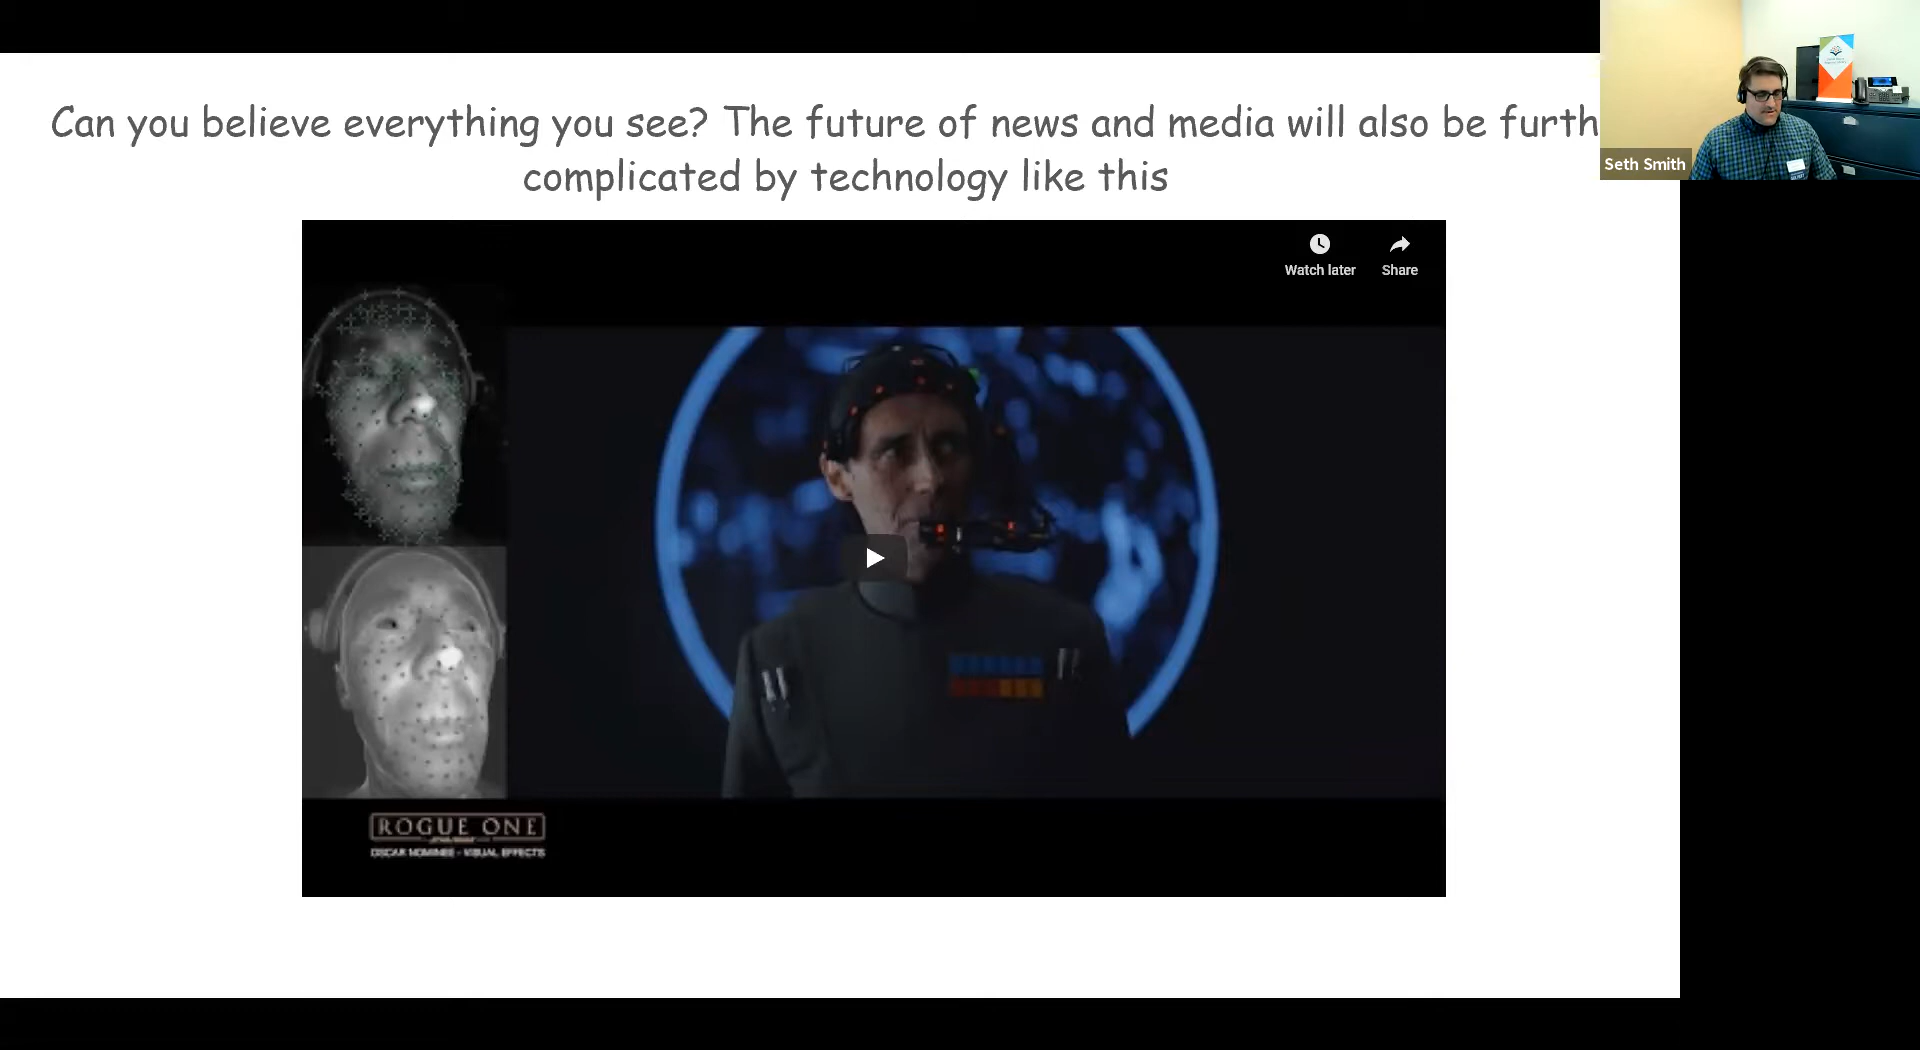 Can you believe everything you see? The future of news and media will also be furth
complicated by technology like this
Seth Smith
Watch later
Share
ROGUE ONE
OSCAR NOMINEE - VISUAL EFFECTS